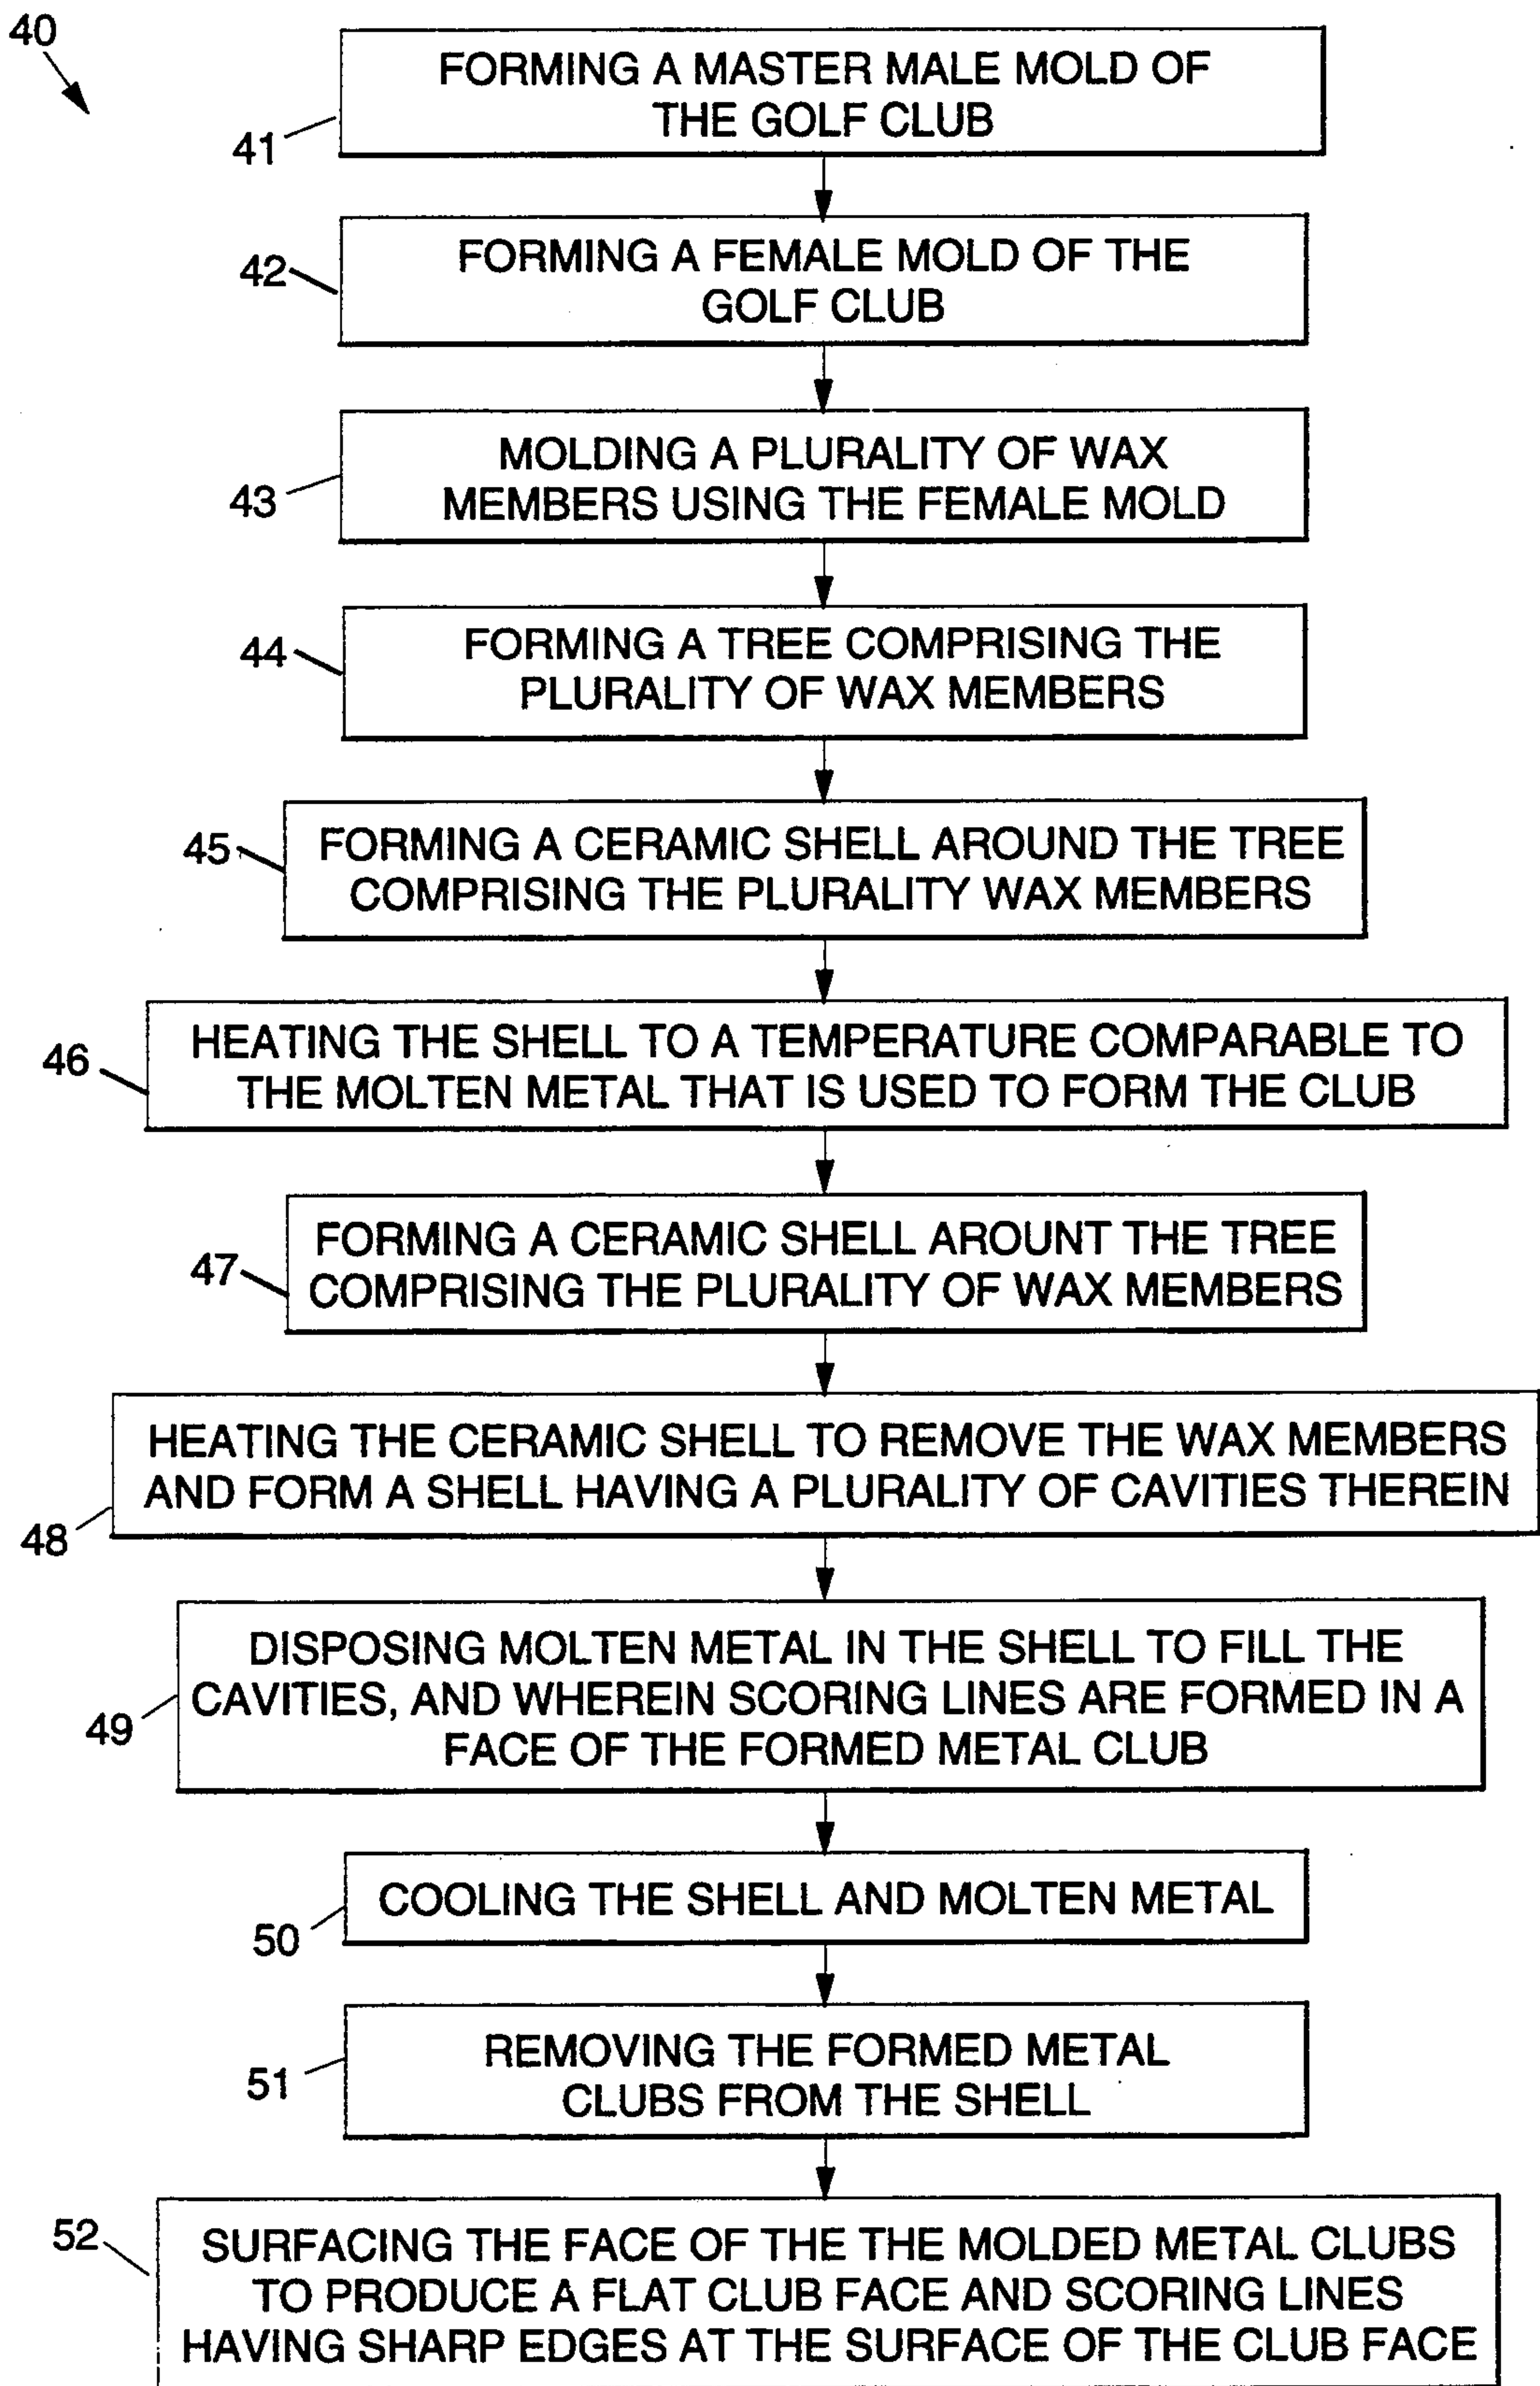 40
FORMING A MASTER MALE MOLD OF
THE GOLF CLUB
41
FORMING A FEMALE MOLD OF THE
GOLF CLUB
42
MOLDING A PLURALITY OF WAX
MEMBERS USING THE FEMALE MOLD
43
FORMING A TREE COMPRISING THE
PLURALITY OF WAX MEMBERS
44
FORMING A CERAMIC SHELL AROUND THE TREE
COMPRISING THE PLURALITY WAX MEMBERS
45
HEATING THE SHELL TO A TEMPERATURE COMPARABLE TO
THE MOLTEN METAL THAT IS USED TO FORM THE CLUB
46
FORMING A CERAMIC SHELL AROUNT THE TREE
COMPRISING THE PLURALITY OF WAX MEMBERS
47
HEATING THE CERAMIC SHELL TO REMOVE THE WAX MEMBERS
AND FORM A SHELL HAVING A PLURALITY OF CAVITIES THEREIN
48
DISPOSING MOLTEN METAL IN THE SHELL TO FILL THE
CAVITIES, AND WHEREIN SCORING LINES ARE FORMED IN A
FACE OF THE FORMED METAL CLUB
49
COOLING THE SHELL AND MOLTEN METAL
50
REMOVING THE FORMED METAL
CLUBS FROM THE SHELL
51
SURFACING THE FACE OF THE THE MOLDED METAL CLUBS
TO PRODUCE A FLAT CLUB FACE AND SCORING LINES
HAVING SHARP EDGES AT THE SURFACE OF THE CLUB FACE
52